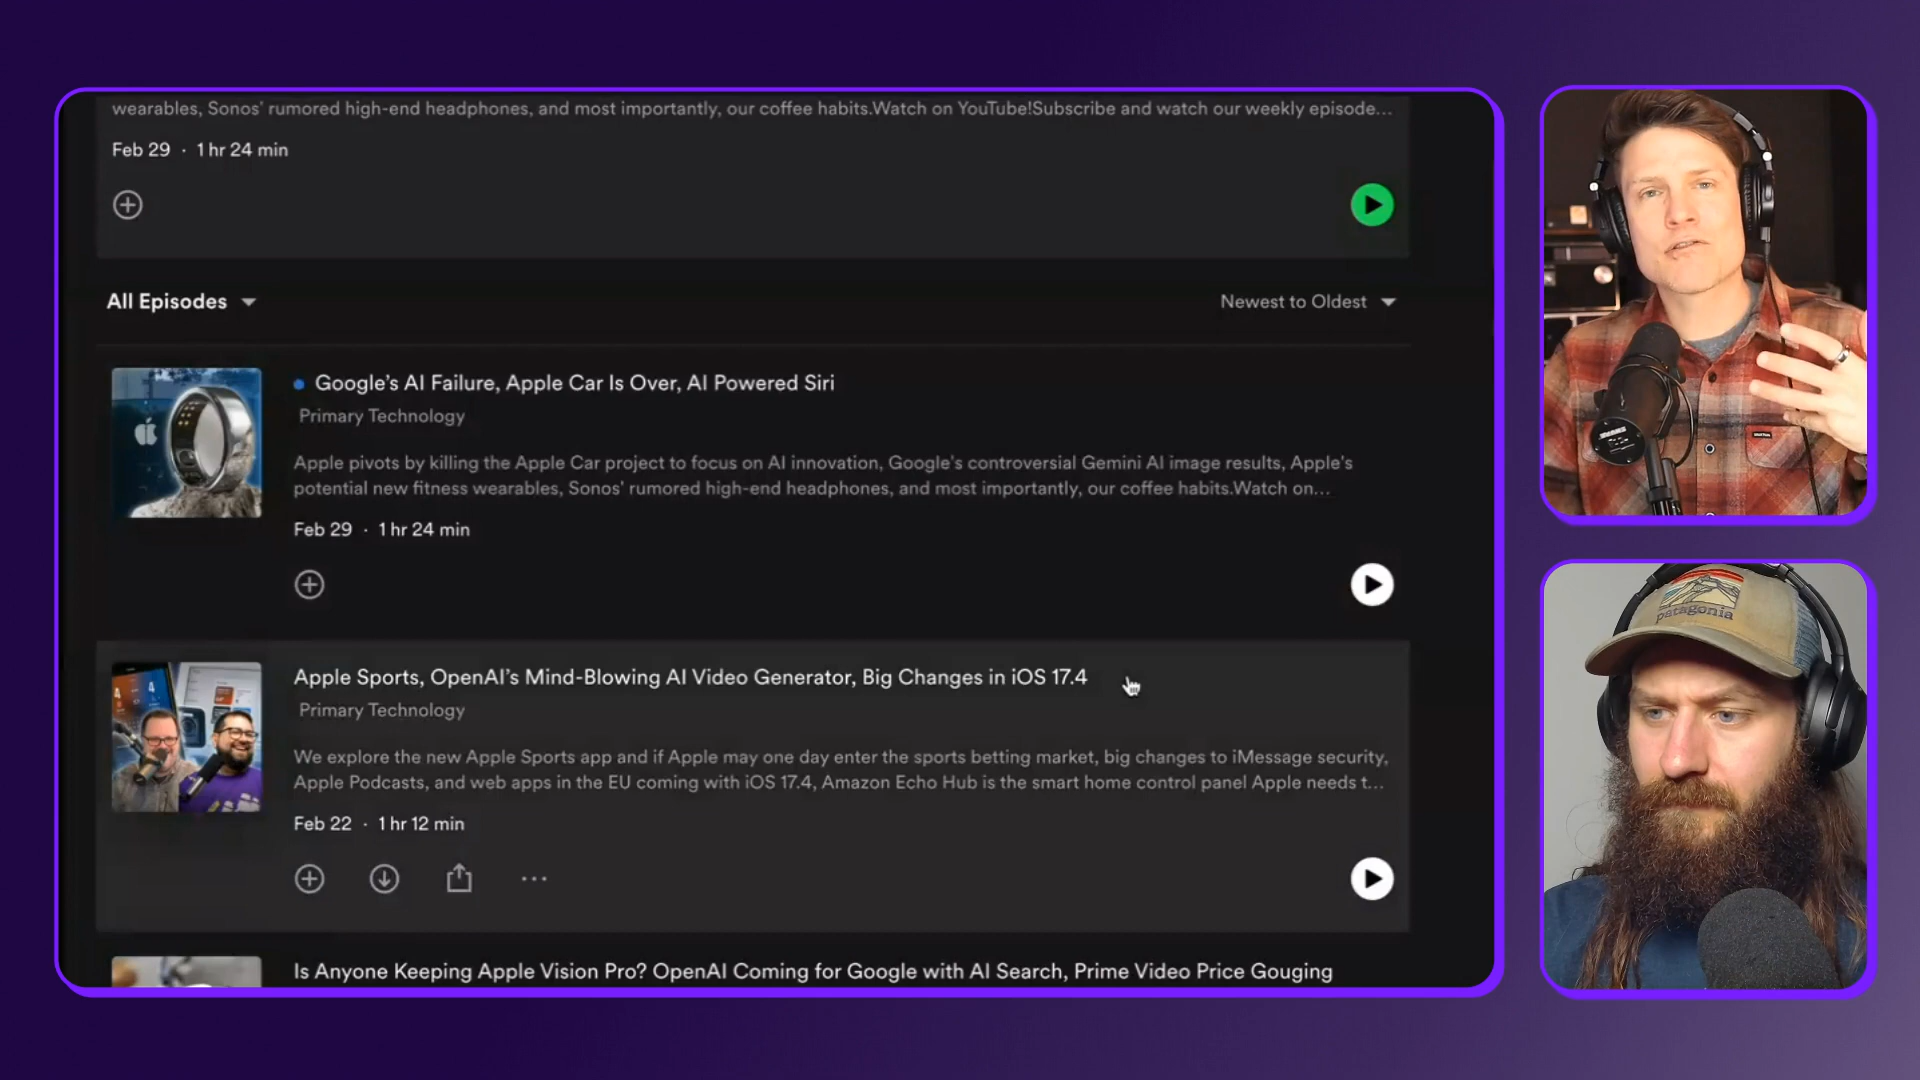 wearables, Sonos' rumored high-end headphones, and most importantly, our coffee habits.Watch on YouTube!Subscribe and watch our weekly episode...
Feb 29 · 1 hr 24 min
All Episodes
Newest to Oldest
Google's AI Failure, Apple Car Is Over, AI Powered Siri
Primary Technology
Apple pivots by killing the Apple Car project to focus on AI innovation, Google's controversial Gemini AI image results, Apple's
potential new fitness wearables, Sonos' rumored high-end headphones, and most importantly, our coffee habits.Watch on...
Feb 29 · 1 hr 24 min
Apple Sports, OpenAI's Mind-Blowing AI Video Generator, Big Changes in iOS 17.4
Primary Technology
We explore the new Apple Sports app and if Apple may one day enter the sports betting market, big changes to iMessage security,
Apple Podcasts, and web apps in the EU coming with iOS 17.4, Amazon Echo Hub is the smart home control panel Apple needs t...
Feb 22 · 1 hr 12 min
Is Anyone Keeping Apple Vision Pro? OpenAI Coming for Google with AI Search, Prime Video Price Gouging
patagonia